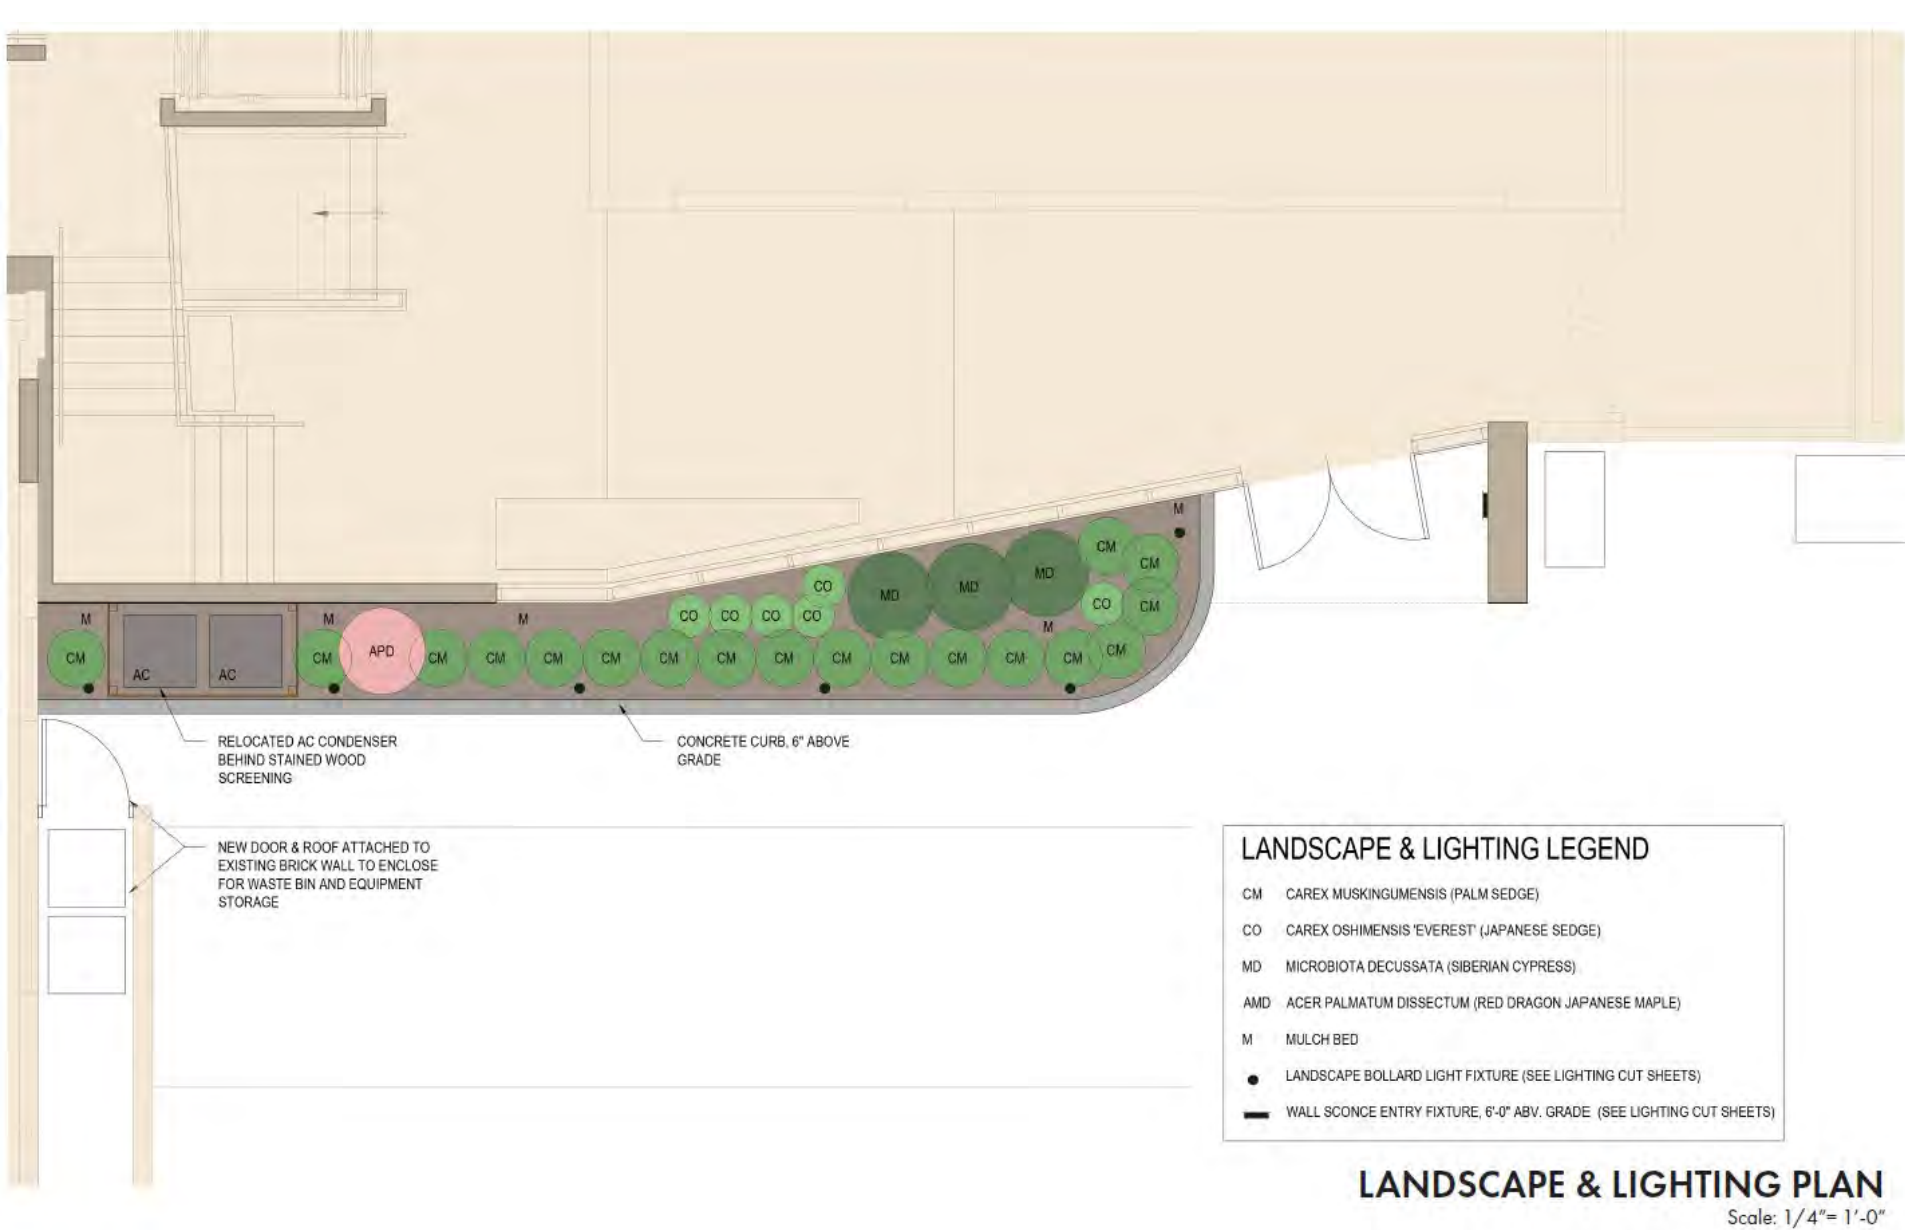 M
CM
CM
CO
MD
MD
MD
CO
CM
CO
CO
CO
CO
M
M
M
M
CM
AC
AC
CM
APD
CM
CM
CM
CM
CM
CM
CM
CM
CM
CM
CM
CM
CM
CM
RELOCATED AC CONDENSER
BEHIND STAINED WOOD
SCREENING
CONCRETE CURB, 6" ABOVE
GRADE
NEW DOOR & ROOF ATTACHED TO
EXISTING BRICK WALL TO ENCLOSE
FOR WASTE BIN AND EQUIPMENT
STORAGE
LANDSCAPE & LIGHTING LEGEND
CM CAREX MUSKINGUMENSIS (PALM SEDGE)
CO CAREX OSHIMENSIS 'EVEREST' (JAPANESE SEDGE)
MD MICROBIOTA DECUSSATA (SIBERIAN CYPRESS)
AMD ACER PALMATUM DISSECTUM (RED DRAGON JAPANESE MAPLE)
M MULCH BED
LANDSCAPE BOLLARD LIGHT FIXTURE (SEE LIGHTING CUT SHEETS)
WALL SCONCE ENTRY FIXTURE, 6'-0" ABV. GRADE (SEE LIGHTING CUT SHEETS)
LANDSCAPE & LIGHTING PLAN
Scale: 1/4"= 1'-0"